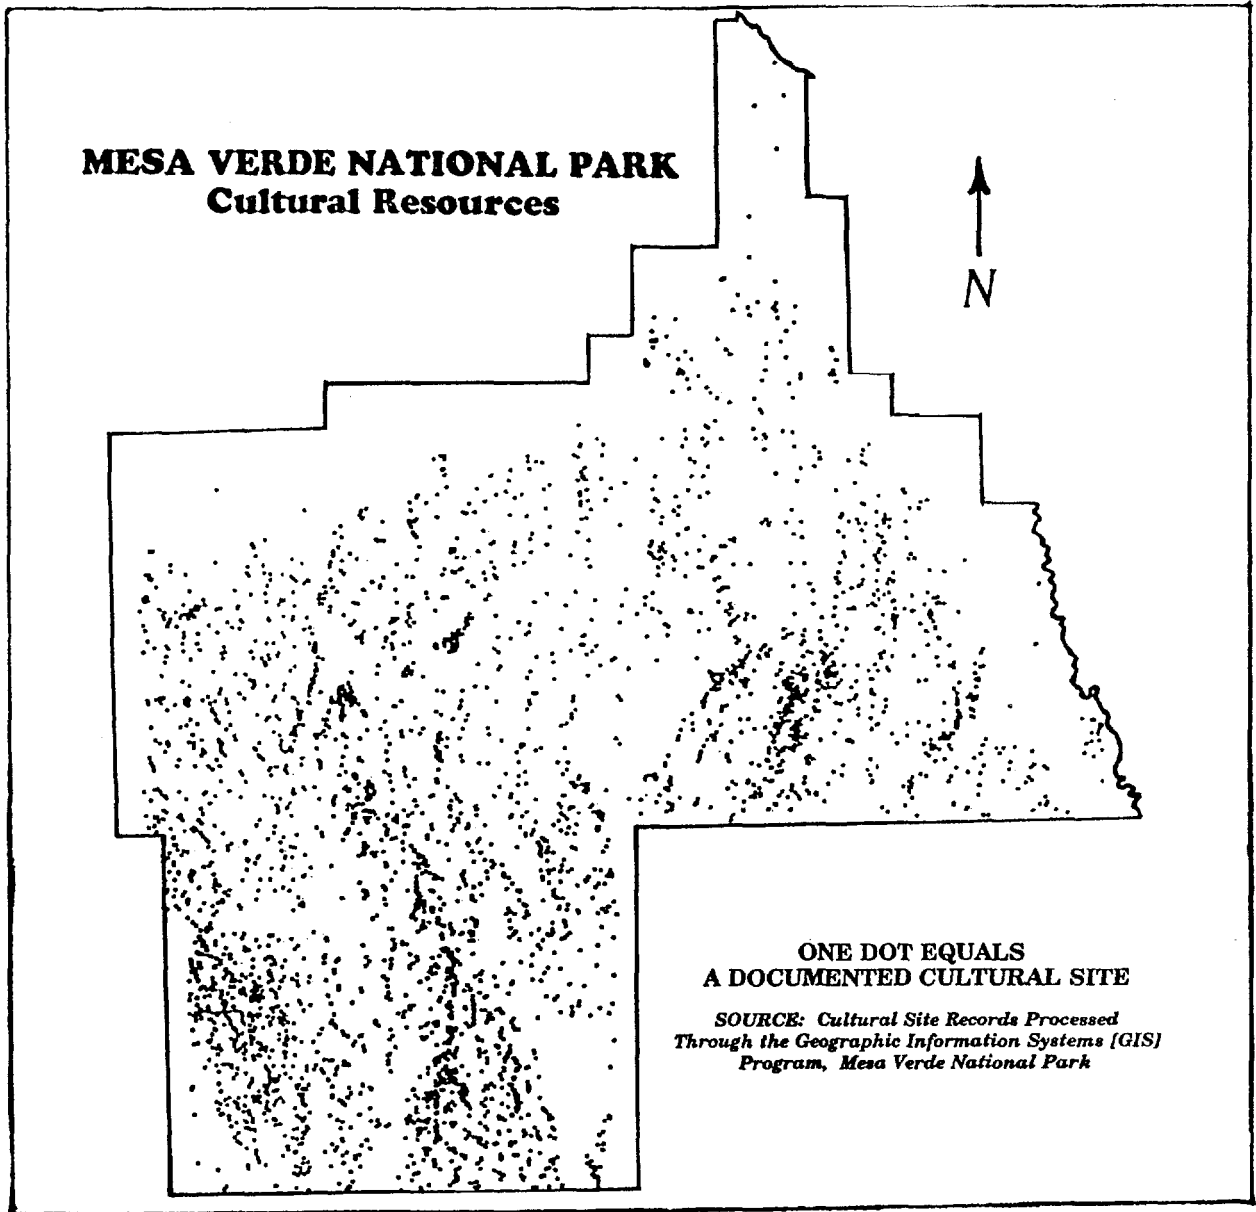 MESA VERDE NATIONAL PARK
Cultural Resources
N
ONE DOT EQUALS
A DOCUMENTED CULTURAL SITE
SOURCE: Cultural Site Records Processed
Through the Geographic Information Systems [GIS]
Program, Mesa Verde National Park